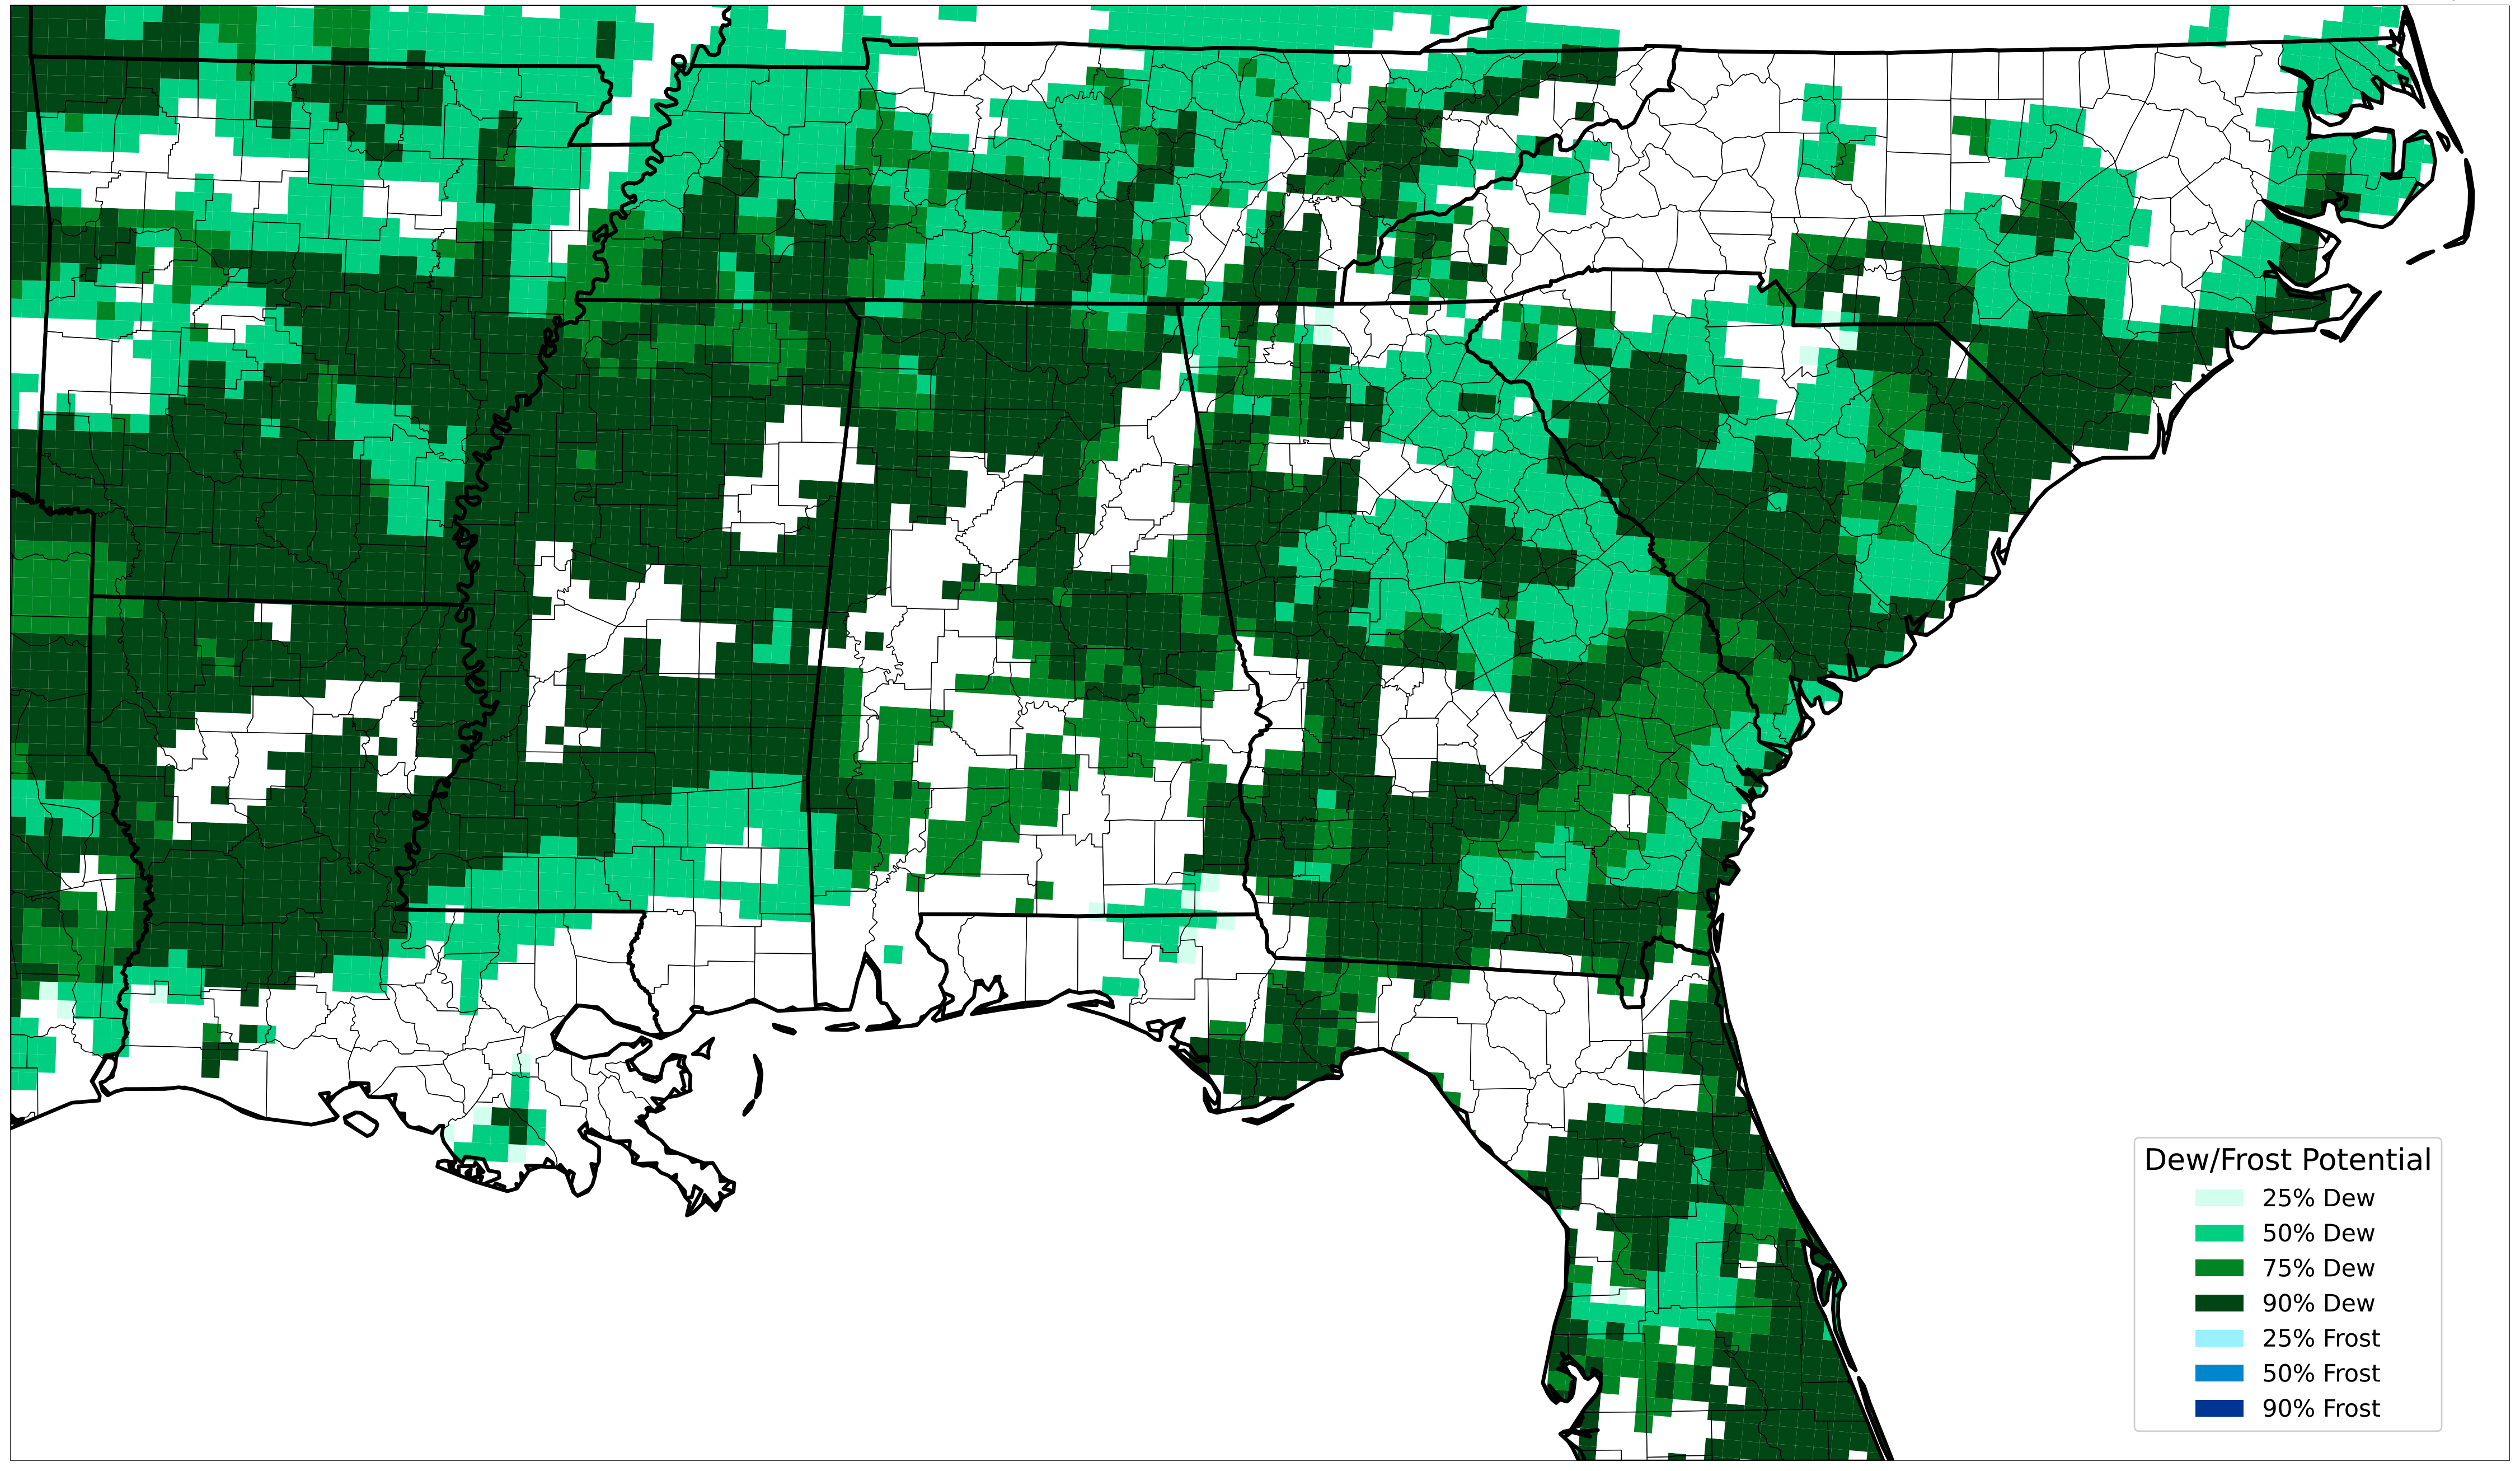 Dew/Frost Potential
25% Dew
50% Dew
75% Dew
90% Dew
25% Frost
50% Frost
90% Frost